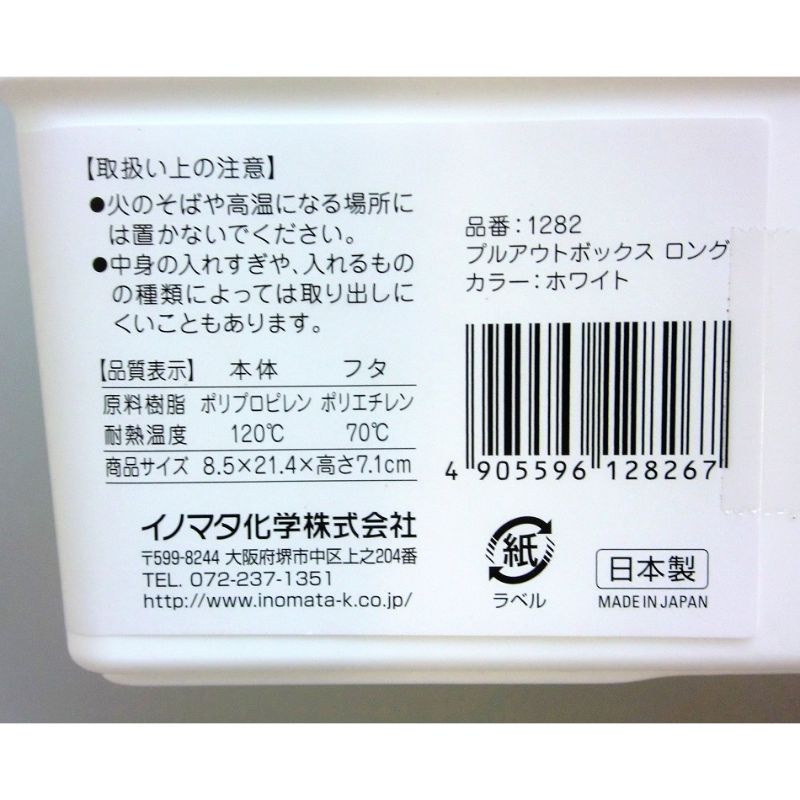 【取扱い上の注意】
●火のそばや高温になる場所に
は置かないでください。
●中身の入れすぎや、入れるもの
の種類によっては取り出しに
くいこともあります。
【品質表示】 本体 フタ
原料樹脂 ポリプロピレン ポリエチレン
耐熱温度 120℃ 70℃
商品サイズ 8.5×21.4×高さ7.1cm
イノマタ化学株式会社
〒599-8244 大阪府堺市中区上之204番
TEL. 072-237-1351
http://www.inomata-k.co.jp/
品番:1282
プルアウトボックス ロング
カラー:ホワイト
4 905596 128267
紙
ラベル
日本製
MADE IN JAPAN